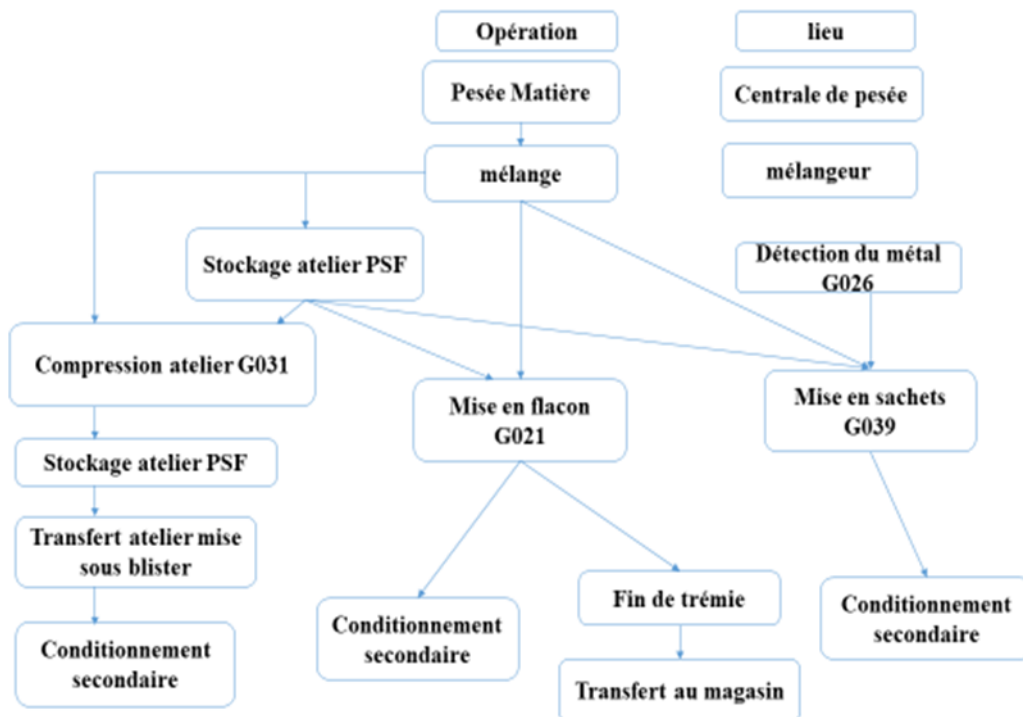 Opération
lieu
Pesée Matière
Centrale de pesée
mélange
mélangeur
Stockage atelier PSF
Détection du métal
G026
Compression atelier G031
Mise en flacon
G021
Mise en sachets
G039
Stockage atelier PSF
Transfert atelier mise
sous blister
Fin de trémie
Conditionnement
secondaire
Conditionnement
secondaire
Conditionnement
secondaire
Transfert au magasin